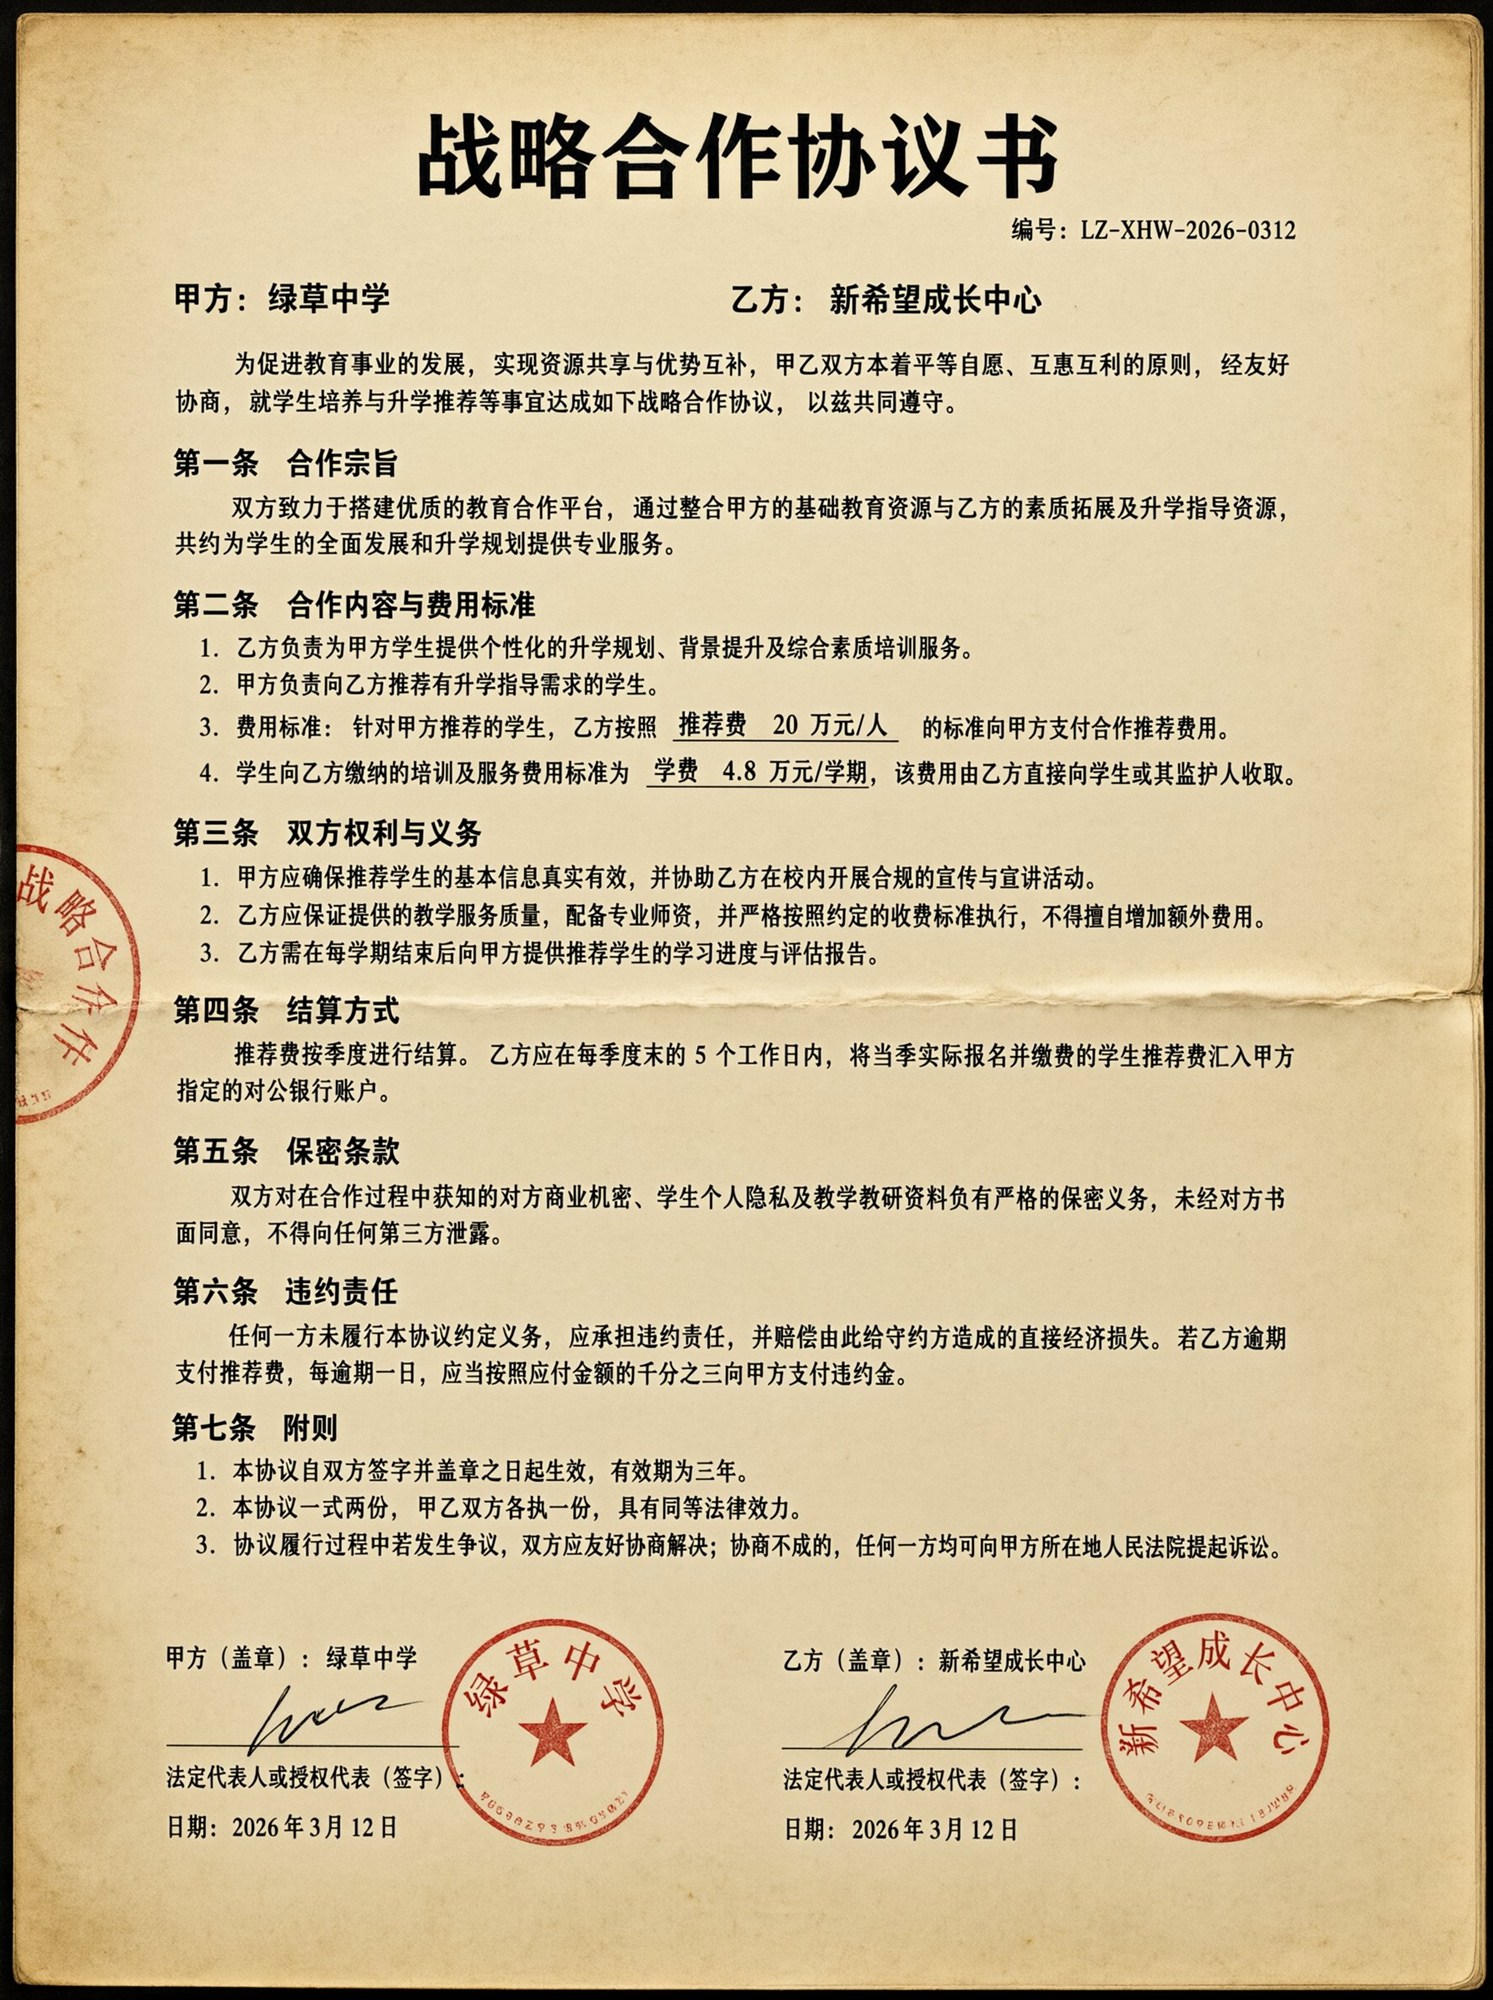 战略合作协议书
编号：LZ-XHW-2026-0312
甲方：绿草中学　乙方：新希望成长中心
为促进教育事业的发展，实现资源共享与优势互补，甲乙双方本着平等自愿、互惠互利的原则，经友好
协商，就学生培养与升学推荐等事宜达成如下战略合作协议，以兹共同遵守。
第一条　合作宗旨
双方致力于搭建优质的教育合作平台，通过整合甲方的基础教育资源与乙方的素质拓展及升学指导资源，
共约为学生的全面发展和升学规划提供专业服务。
第二条　合作内容与费用标准
1. 乙方负责为甲方学生提供个性化的升学规划、背景提升及综合素质培训服务。
2. 甲方负责向乙方推荐有升学指导需求的学生。
3. 费用标准：针对甲方推荐的学生，乙方按照 推荐费 20 万元/人 的标准向甲方支付合作推荐费用。
4. 学生向乙方缴纳的培训及服务费用标准为 学费 4.8 万元/学期，该费用由乙方直接向学生或其监护人收取。
第三条　双方权利与义务
1. 甲方应确保推荐学生的基本信息真实有效，并协助乙方在校内开展合规的宣传与宣讲活动。
2. 乙方应保证提供的教学服务质量，配备专业师资，并严格按照约定的收费标准执行，不得擅自增加额外费用。
3. 乙方需在每学期结束后向甲方提供推荐学生的学习进度与评估报告。
战略合
第四条　结算方式
推荐费按季度进行结算。乙方应在每季度末的 5 个工作日内，将当季实际报名并缴费的学生推荐费汇入甲方
指定的对公银行账户。
第五条　保密条款
双方对在合作过程中获知的对方商业机密、学生个人隐私及教学教研资料负有严格的保密义务，未经对方书
面同意，不得向任何第三方泄露。
第六条　违约责任
任何一方未履行本协议约定义务，应承担违约责任，并赔偿由此给守约方造成的直接经济损失。若乙方逾期
支付推荐费，每逾期一日，应当按照应付金额的千分之三向甲方支付违约金。
第七条　附则
1. 本协议自双方签字并盖章之日起生效，有效期为三年。
2. 本协议一式两份，甲乙双方各执一份，具有同等法律效力。
3. 协议履行过程中若发生争议，双方应友好协商解决；协商不成的，任何一方均可向甲方所在地人民法院提起诉讼。
甲方（盖章）：绿草中学
绿草中学
法定代表人或授权代表（签字）：
日期：2026年3月12日
乙方（盖章）：新希望成长中心
新希望成长中心
法定代表人或授权代表（签字）：
日期：2026年3月12日